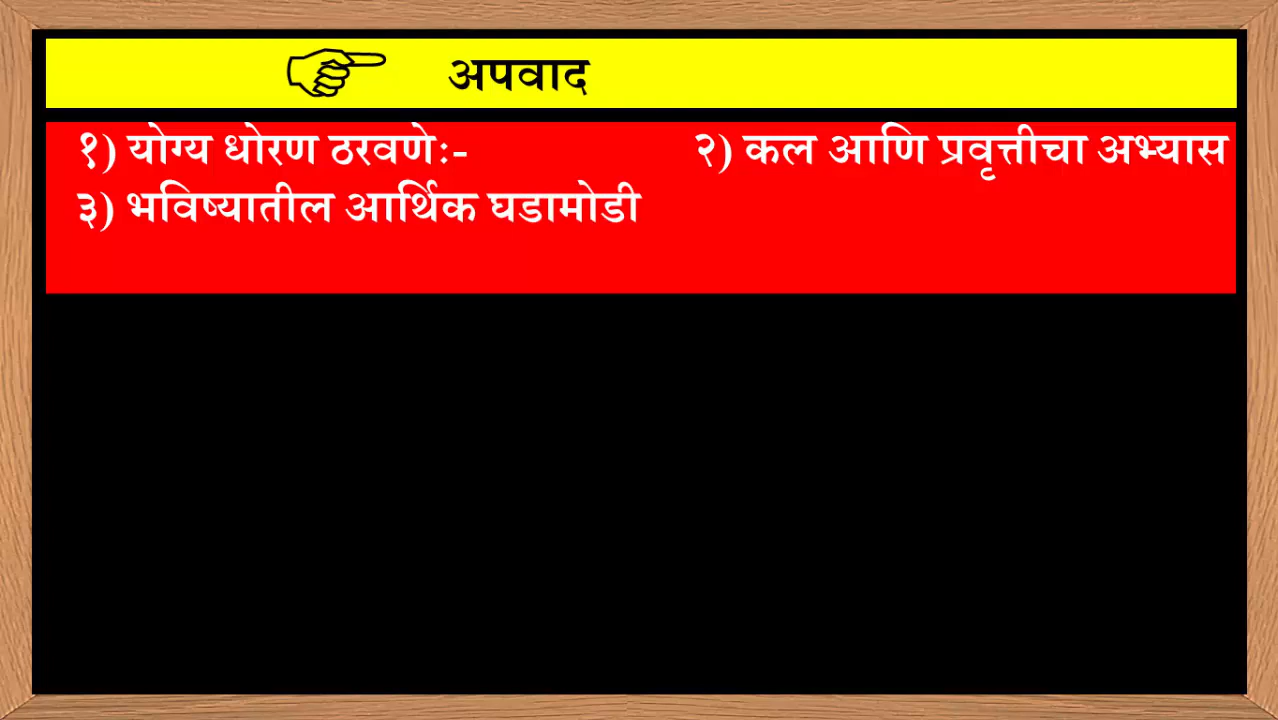 अपवाद
१) योग्य धोरण ठरवणेः- २) कल आणि प्रवृत्तीचा अभ्यास
३) भविष्यातील आर्थिक घडामोडी